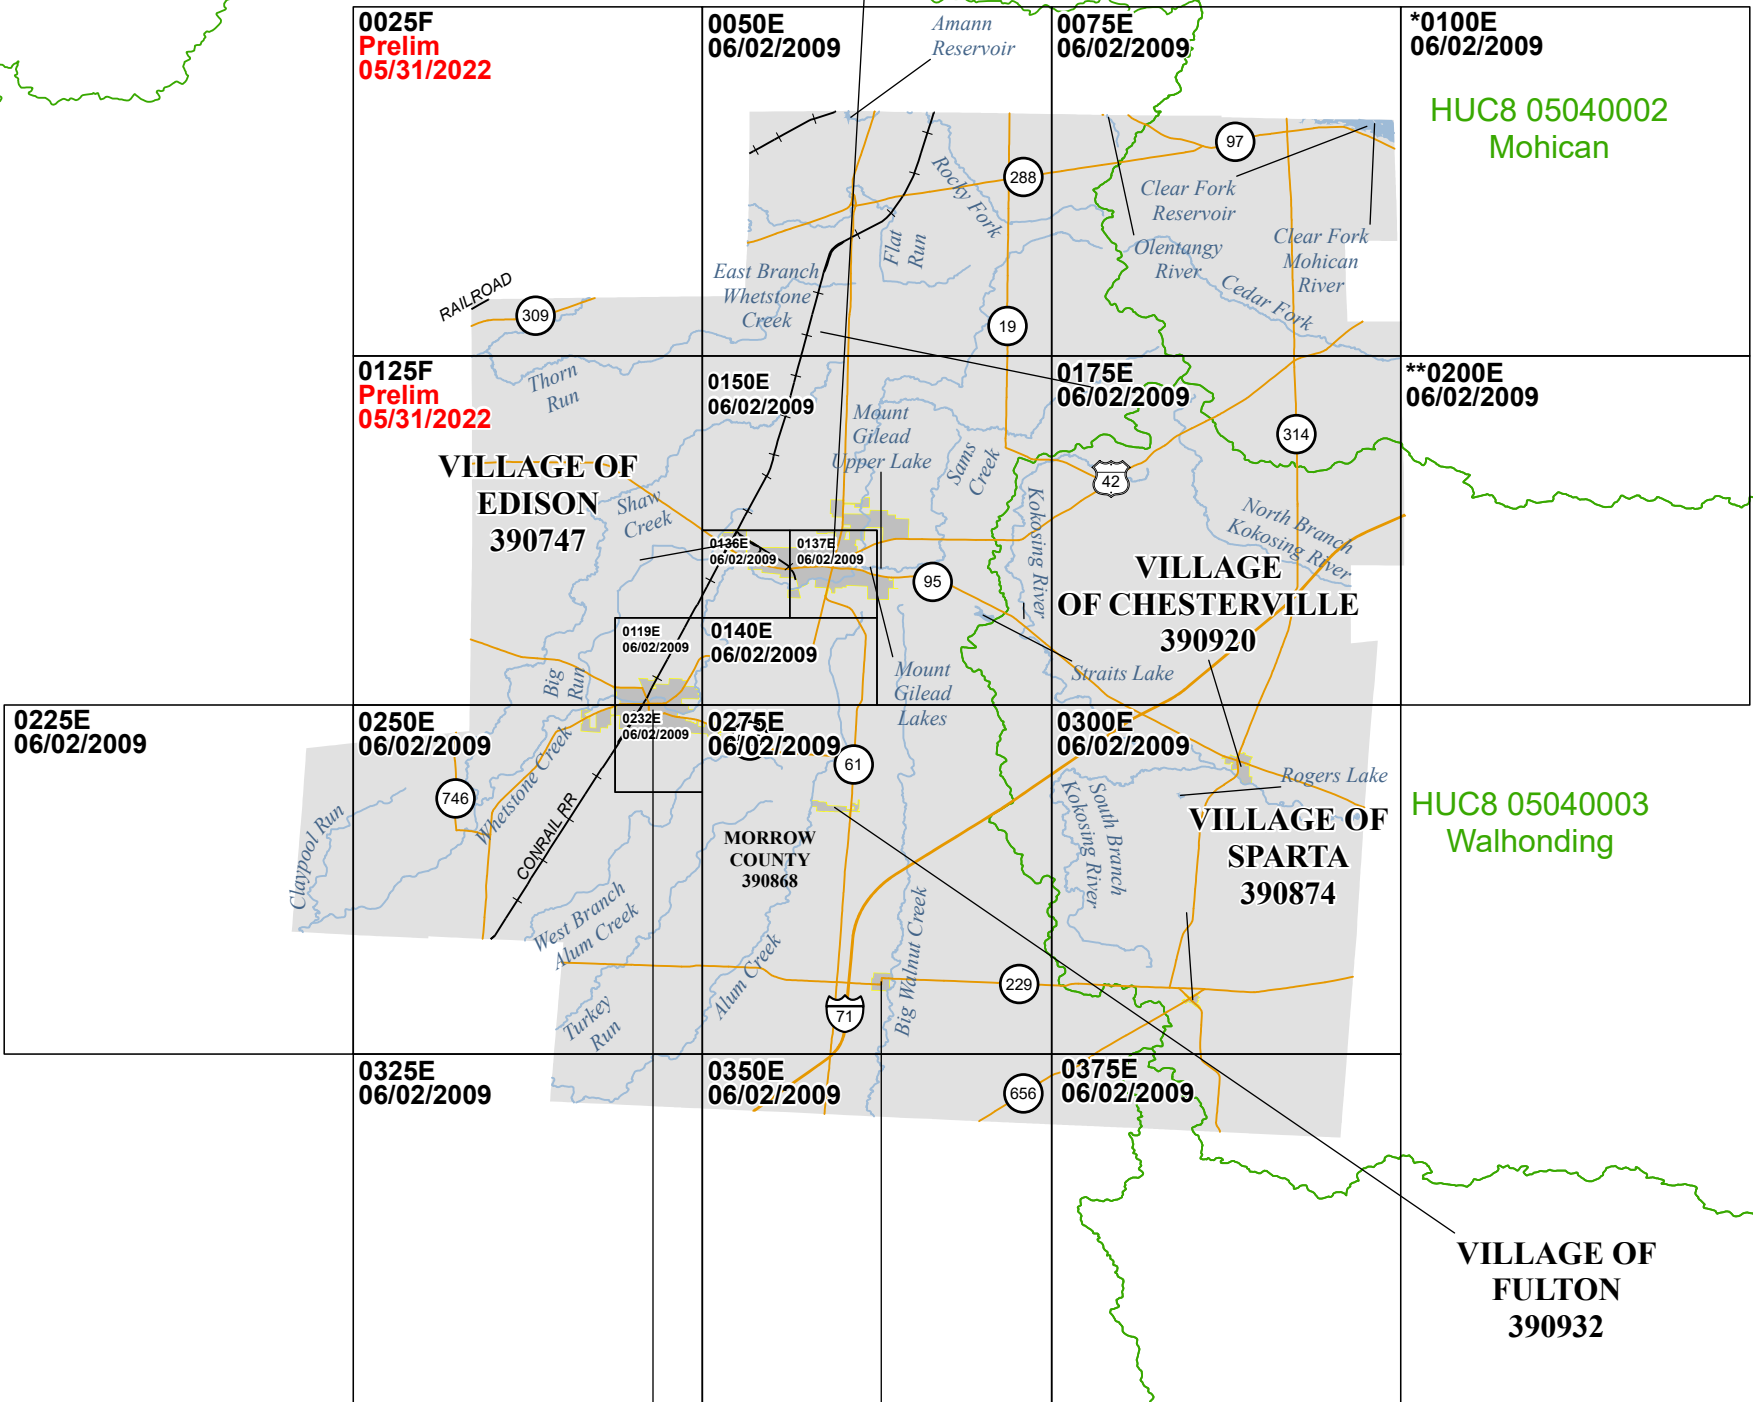 0025F
Prelim
05/31/2022
0050E
06/02/2009
Amann
Reservoir
0075E
06/02/2009
*0100E
06/02/2009
HUC8 05040002
Mohican
97
288
Rocky Fork
Clear Fork
Reservoir
Flat
Run
Olentangy
River
Clear Fork
Mohican
River
East Branch
Whetstone
Creek
Cedar Fork
RAILROAD
309
19
0125F
Prelim
05/31/2022
Thorn
Run
0150E
06/02/2009
0175E
06/02/2009
**0200E
06/02/2009
Mount
Gilead
Upper Lake
Sams
Creek
314
42
VILLAGE OF
EDISON
390747
Shaw
Creek
Kokosing River
North Branch
Kokosing River
0136E
06/02/2009
0137E
06/02/2009
95
VILLAGE
OF CHESTERVILLE
390920
0119E
06/02/2009
0140E
06/02/2009
Big
Run
Mount
Gilead
Lakes
Straits Lake
0225E
06/02/2009
0250E
06/02/2009
0232E
06/02/2009
0275E
06/02/2009
0300E
06/02/2009
61
746
Whetstone Creek
CONRAIL RR
Claypool Run
Rogers Lake
South Branch
Kokosing River
HUC8 05040003
Walhonding
VILLAGE OF
SPARTA
390874
MORROW
COUNTY
390868
West Branch
Alum Creek
Alum Creek
Big Walnut Creek
Turkey
Run
229
71
0325E
06/02/2009
0350E
06/02/2009
656
0375E
06/02/2009
VILLAGE OF
FULTON
390932